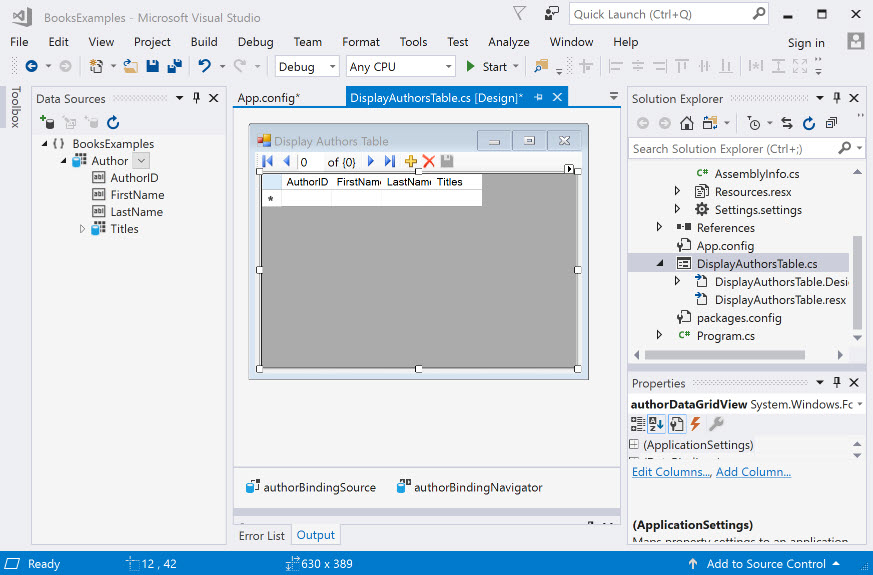 BooksExamples - Microsoft Visual Studio
Quick Launch (Ctrl+Q)
File Edit View Project Build Debug Team Format Tools Test Analyze Window Help Sign in
Debug Any CPU Start
Toolbox
Data Sources
BooksExamples
Author
AuthorID
FirstName
LastName
Titles
App.config* DisplayAuthorsTable.cs [Design]*
Display Authors Table
0 of {0}
AuthorID FirstName LastName Titles
*
authorBindingSource authorBindingNavigator
Error List Output
Solution Explorer
Search Solution Explorer (Ctrl+;)
C# AssemblyInfo.cs
Resources.resx
Settings.settings
References
App.config
DisplayAuthorsTable.cs
DisplayAuthorsTable.Desi
DisplayAuthorsTable.resx
packages.config
C# Program.cs
Properties
authorDataGridView System.Windows.Fo
(ApplicationSettings)
Edit Columns..., Add Column...
(ApplicationSettings)
Maps property settings to an application
Ready 12 , 42 630 x 389 Add to Source Control